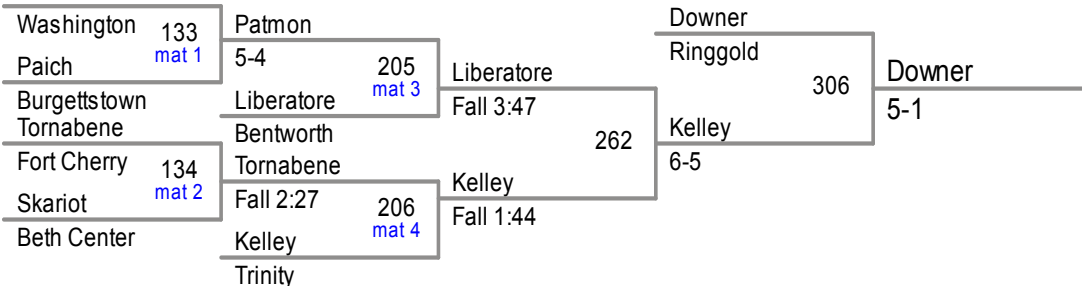 Washington
133
mat 1
Paich
Burgettstown
Tornabene
Fort Cherry
134
mat 2
Skariot
Beth Center
Patmon
5-4
205
mat 3
Liberatore
Bentworth
Tornabene
Fall 2:27
206
mat 4
Kelley
Trinity
Liberatore
Fall 3:47
262
Kelley
Fall 1:44
Downer
Ringgold
306
Kelley
6-5
Downer
5-1